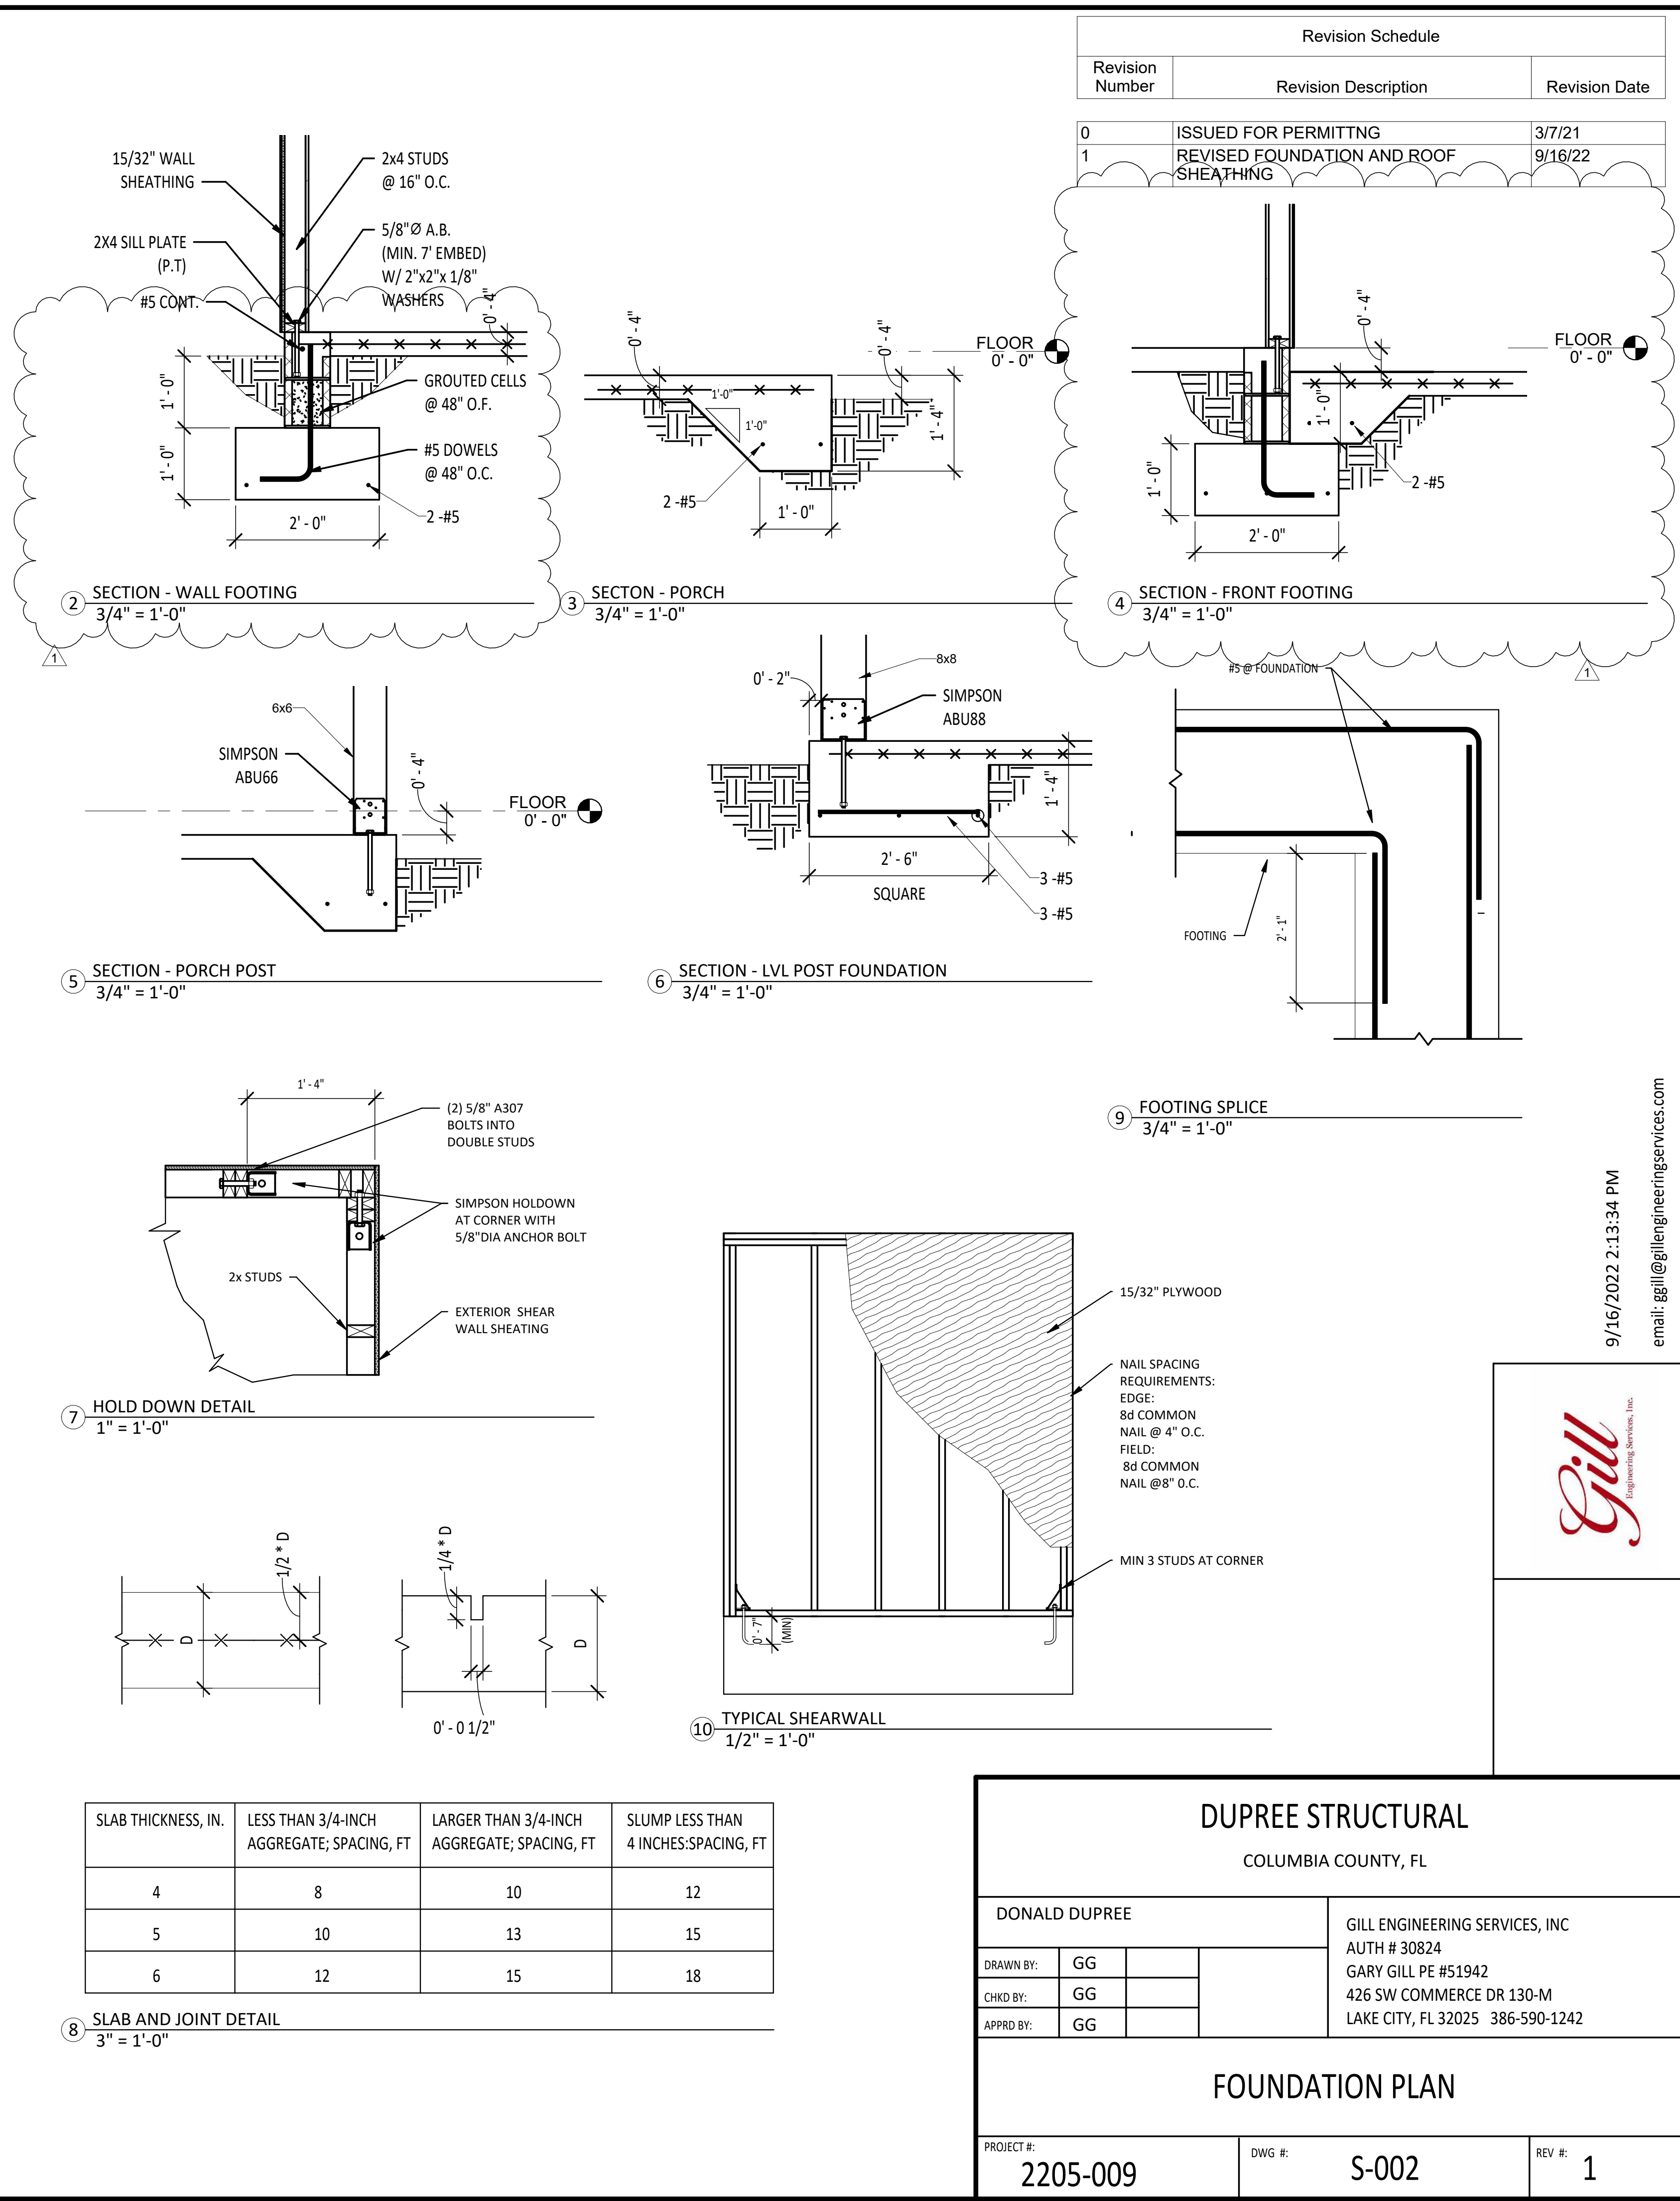 Revision Schedule
Revision Number
Revision Description
Revision Date
0
ISSUED FOR PERMITTNG
3/7/21
1
REVISED FOUNDATION AND ROOF
SHEATHING
9/16/22
15/32" WALL
SHEATHING
2X4 SILL PLATE
(P.T)
#5 CONT.
2x4 STUDS
@ 16" O.C.
5/8"Ø A.B.
(MIN. 7' EMBED)
W/ 2"x2"x 1/8"
WASHERS
0' - 4"
1' - 0"
1' - 0"
GROUTED CELLS
@ 48" O.F.
#5 DOWELS
@ 48" O.C.
2 -#5
2' - 0"
2
SECTION - WALL FOOTING
3/4" = 1'-0"
1
0' - 4"
0' - 4"
FLOOR
0' - 0"
1'-0"
1'-0"
1' - 4"
2 -#5
1' - 0"
3
SECTON - PORCH
3/4" = 1'-0"
0' - 4"
FLOOR
0' - 0"
1' - 0"
1' - 0"
2 -#5
2' - 0"
4
SECTION - FRONT FOOTING
3/4" = 1'-0"
1
6x6
SIMPSON
ABU66
0' - 4"
FLOOR
0' - 0"
5
SECTION - PORCH POST
3/4" = 1'-0"
0' - 2"
8x8
SIMPSON
ABU88
1' - 4"
2' - 6"
SQUARE
3 -#5
3 -#5
6
SECTION - LVL POST FOUNDATION
3/4" = 1'-0"
#5 @ FOUNDATION
FOOTING
2' - 1"
9
FOOTING SPLICE
3/4" = 1'-0"
1' - 4"
(2) 5/8" A307
BOLTS INTO
DOUBLE STUDS
SIMPSON HOLDOWN
AT CORNER WITH
5/8"DIA ANCHOR BOLT
2x STUDS
EXTERIOR SHEAR
WALL SHEATING
7
HOLD DOWN DETAIL
1" = 1'-0"
15/32" PLYWOOD
NAIL SPACING
REQUIREMENTS:
EDGE:
8d COMMON
NAIL @ 4" O.C.
FIELD:
8d COMMON
NAIL @8" 0.C.
MIN 3 STUDS AT CORNER
0' - 7"
(MIN)
10
TYPICAL SHEARWALL
1/2" = 1'-0"
D
1/2 * D
1/4 * D
D
0' - 0 1/2"
SLAB THICKNESS, IN.
LESS THAN 3/4-INCH
AGGREGATE; SPACING, FT
LARGER THAN 3/4-INCH
AGGREGATE; SPACING, FT
SLUMP LESS THAN
4 INCHES:SPACING, FT
4 8 10 12
5 10 13 15
6 12 15 18
8
SLAB AND JOINT DETAIL
3" = 1'-0"
9/16/2022 2:13:34 PM
email: ggill@gillengineeringservices.com
Gill
Engineering Services, Inc.
DUPREE STRUCTURAL
COLUMBIA COUNTY, FL
DONALD DUPREE
DRAWN BY: GG
CHKD BY: GG
APPRD BY: GG
GILL ENGINEERING SERVICES, INC
AUTH # 30824
GARY GILL PE #51942
426 SW COMMERCE DR 130-M
LAKE CITY, FL 32025 386-590-1242
FOUNDATION PLAN
PROJECT #:
2205-009
DWG #:
S-002
REV #:
1